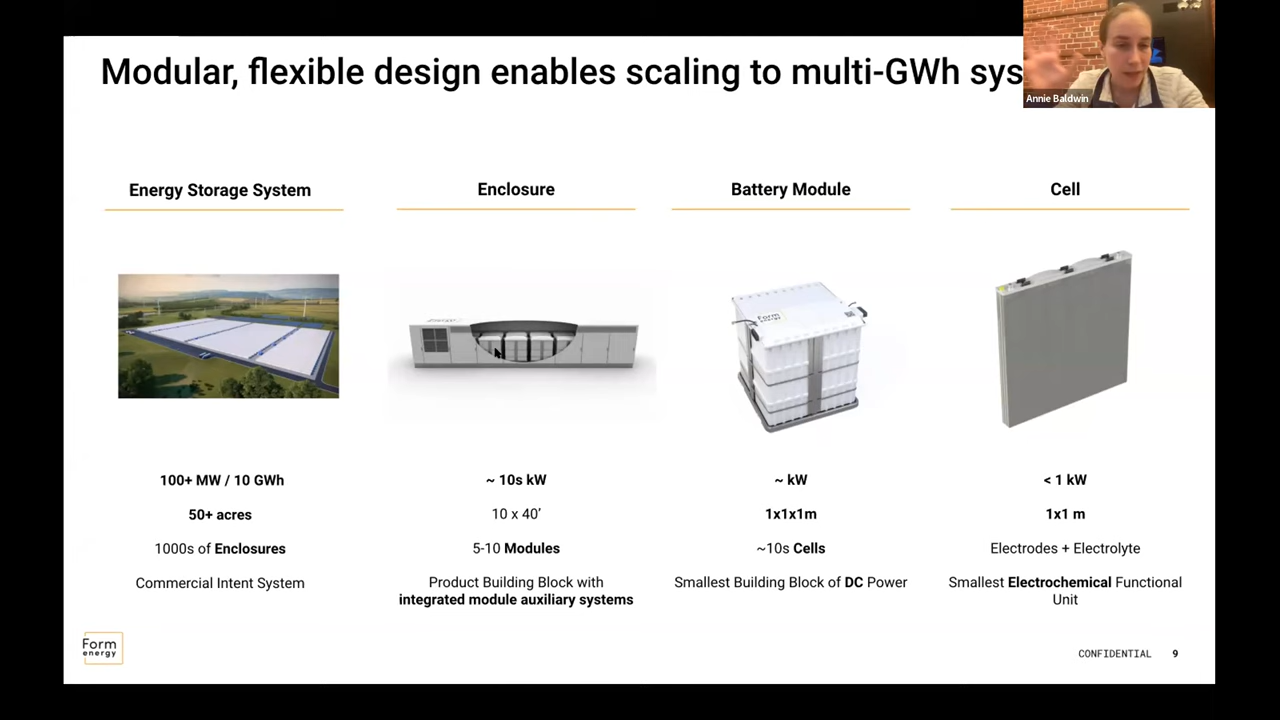 Modular, flexible design enables scaling to multi-GWh sys
Annie Baldwin
Energy Storage System
Enclosure
Battery Module
Cell
Form
energy
100+ MW / 10 GWh
~ 10s kW
~ kW
< 1 kW
50+ acres
10 x 40’
1x1x1m
1x1 m
1000s of Enclosures
5-10 Modules
~10s Cells
Electrodes + Electrolyte
Commercial Intent System
Product Building Block with
integrated module auxiliary systems
Smallest Building Block of DC Power
Smallest Electrochemical Functional
Unit
Form
energy
CONFIDENTIAL 9